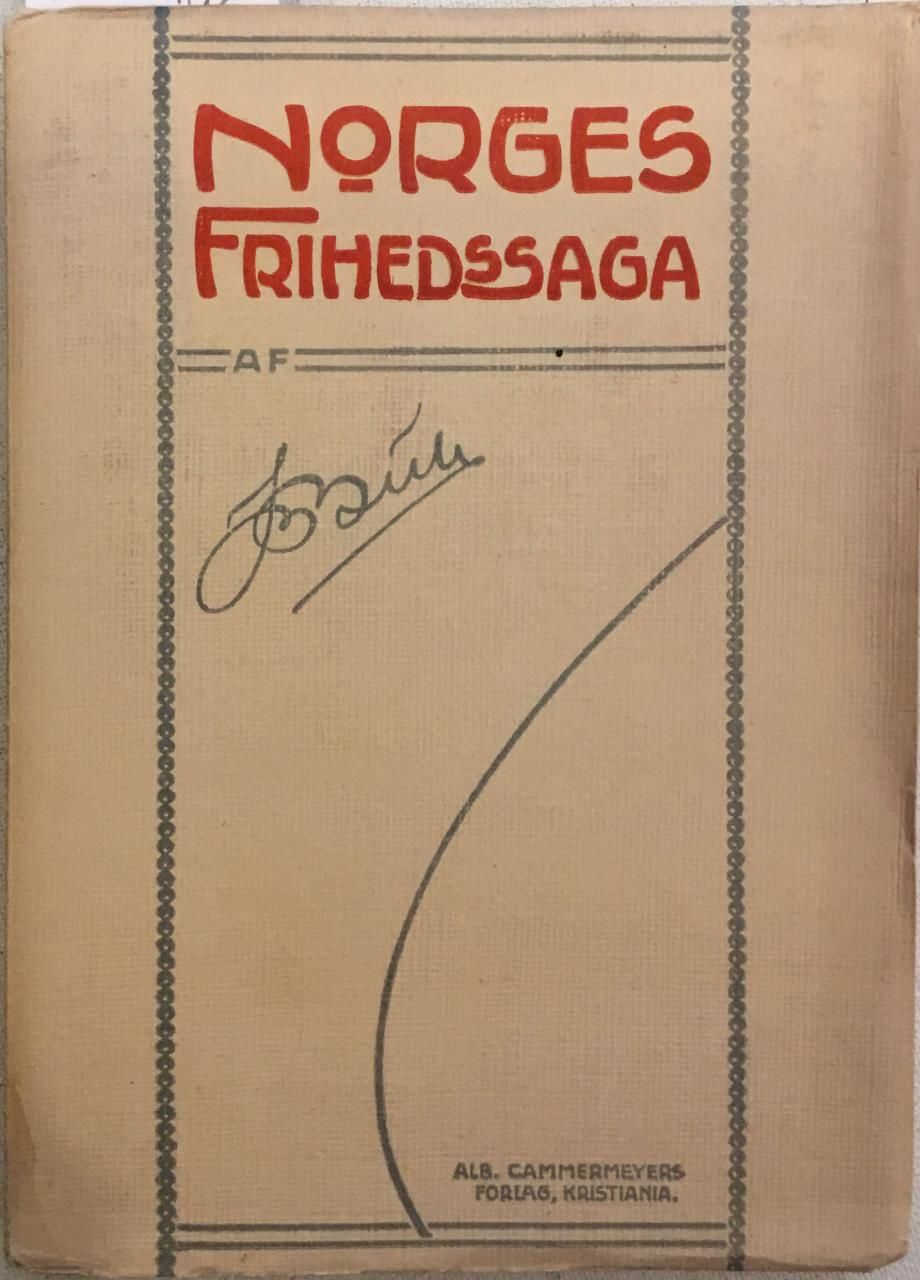 NORGES
FRIHEDSSAGA
AF
ALB. CAMMERMEYERS
FORLAG, KRISTIANIA.